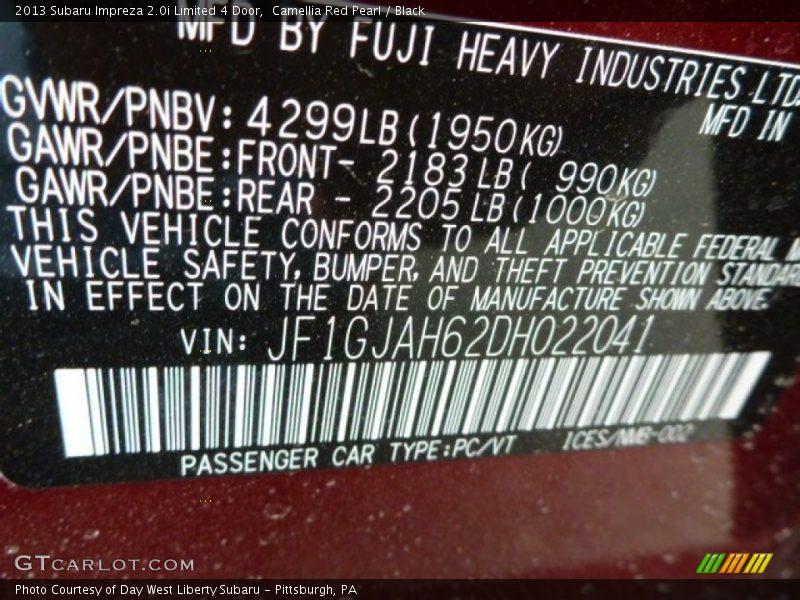 2013 Subaru Impreza 2.0i Limited 4 Door, Camellia Red Pearl / Black
MFD BY FUJI HEAVY INDUSTRIES LTD.
MFD IN
GVWR/PNBV: 4299LB(1950KG)
GAWR/PNBE:FRONT- 2183LB( 990KG)
GAWR/PNBE:REAR - 2205LB(1000KG)
THIS VEHICLE CONFORMS TO ALL APPLICABLE FEDERAL M
VEHICLE SAFETY, BUMPER, AND THEFT PREVENTION STANDARD
IN EFFECT ON THE DATE OF MANUFACTURE SHOWN ABOVE.
VIN: JF1GJAH62DH022041
PASSENGER CAR TYPE:PC/VT ICES/NMB-002
GTCARLOT.COM
Photo Courtesy of Day West Liberty Subaru - Pittsburgh, PA